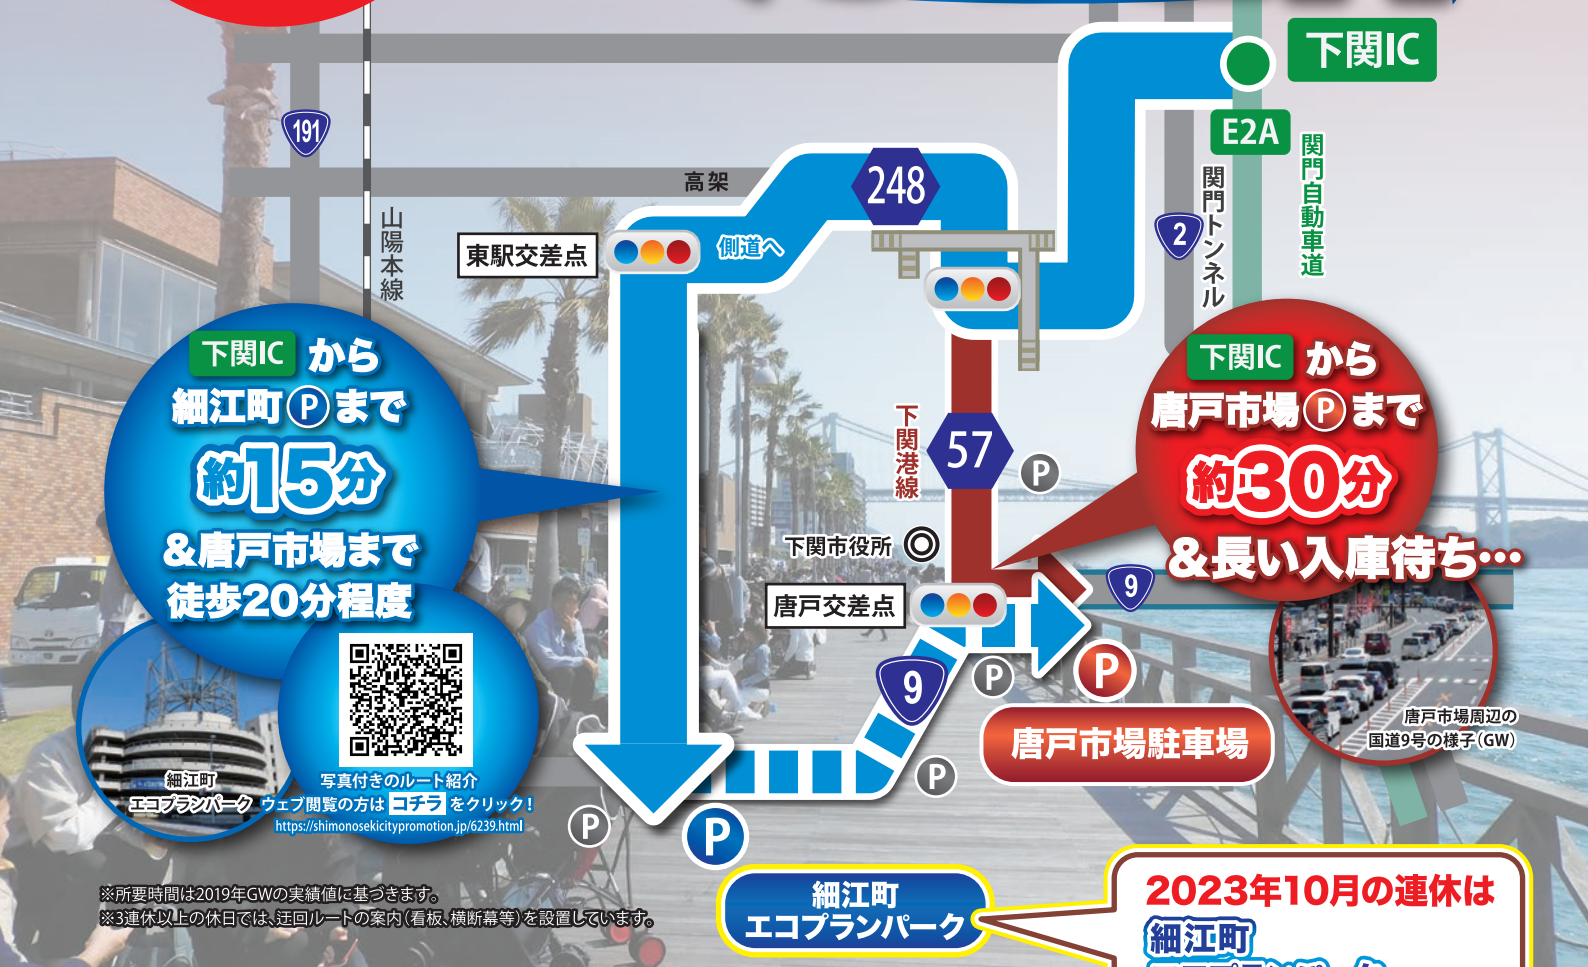 下関IC
E2A
関門自動車道
関門トンネル
2
191
山陽本線
高架
248
東駅交差点
側道へ
下関IC から
細江町Pまで
約15分
&唐戸市場まで
徒歩20分程度
下関IC から
唐戸市場Pまで
約30分
&長い入庫待ち…
下関港線
57
P
下関市役所
唐戸交差点
9
9
P
P
唐戸市場駐車場
唐戸市場周辺の
国道9号の様子(GW)
細江町
エコプランパーク
写真付きのルート紹介
ウェブ閲覧の方は コチラ をクリック!
https://shimonosekicitypromotion.jp/6239.html
P
P
P
細江町
エコプランパーク
※所要時間は2019年GWの実績値に基づきます。
※3連休以上の休日では、迂回ルートの案内(看板、横断幕等)を設置しています。
2023年10月の連休は
細江町